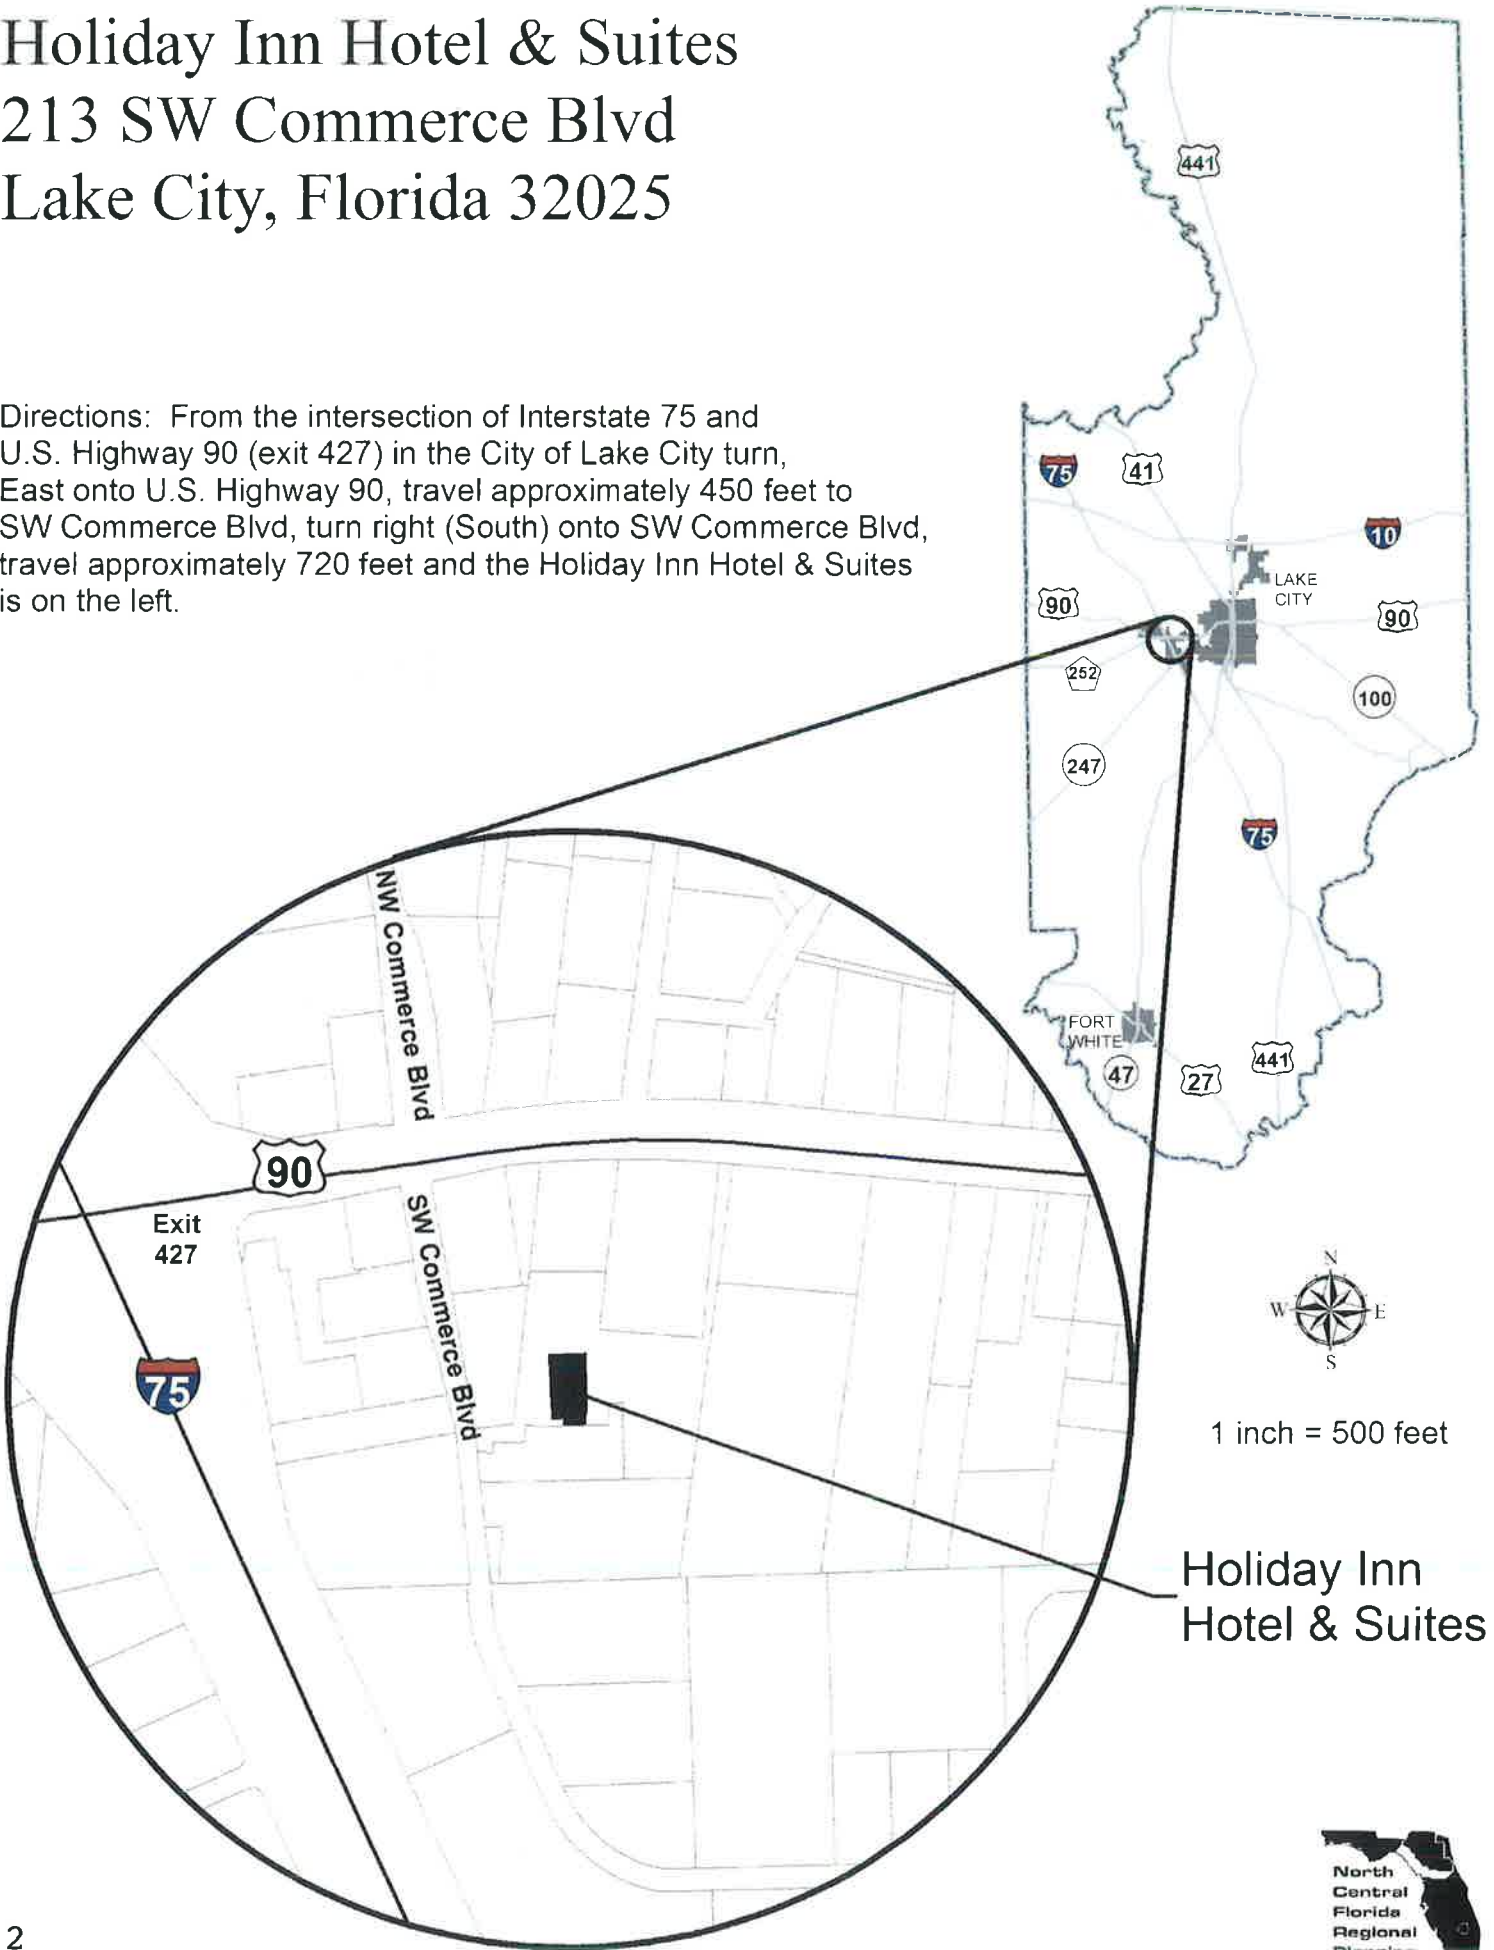 Holiday Inn Hotel & Suites
213 SW Commerce Blvd
Lake City, Florida 32025
Directions: From the intersection of Interstate 75 and
U.S. Highway 90 (exit 427) in the City of Lake City turn,
East onto U.S. Highway 90, travel approximately 450 feet to
SW Commerce Blvd, turn right (South) onto SW Commerce Blvd,
travel approximately 720 feet and the Holiday Inn Hotel & Suites
is on the left.
441
75
41
10
LAKE
CITY
90
90
252
100
247
75
FORT
WHITE
47
27
441
NW Commerce Blvd
90
Exit
427
SW Commerce Blvd
75
N
W
E
S
1 inch = 500 feet
Holiday Inn
Hotel & Suites
North
Central
Florida
Regional
2